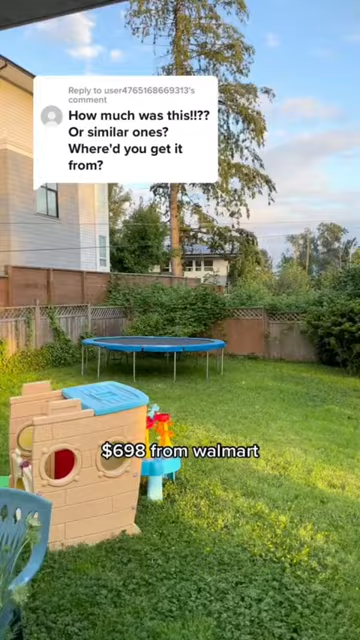 Reply to user4765168669313's
comment
How much was this!!??
Or similar ones?
Where'd you get it
from?
$698 from walmart